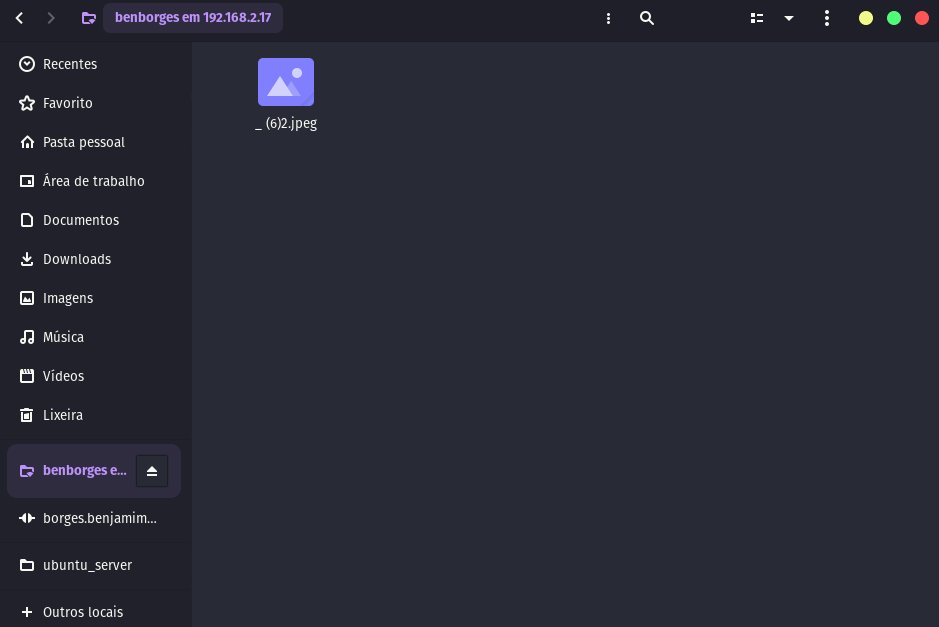 benborges em 192.168.2.17
Recentes
Favorito
Pasta pessoal
Área de trabalho
Documentos
Downloads
Imagens
Música
Vídeos
Lixeira
benborges e...
borges.benjamim...
ubuntu_server
Outros locais
_ (6)2.jpeg